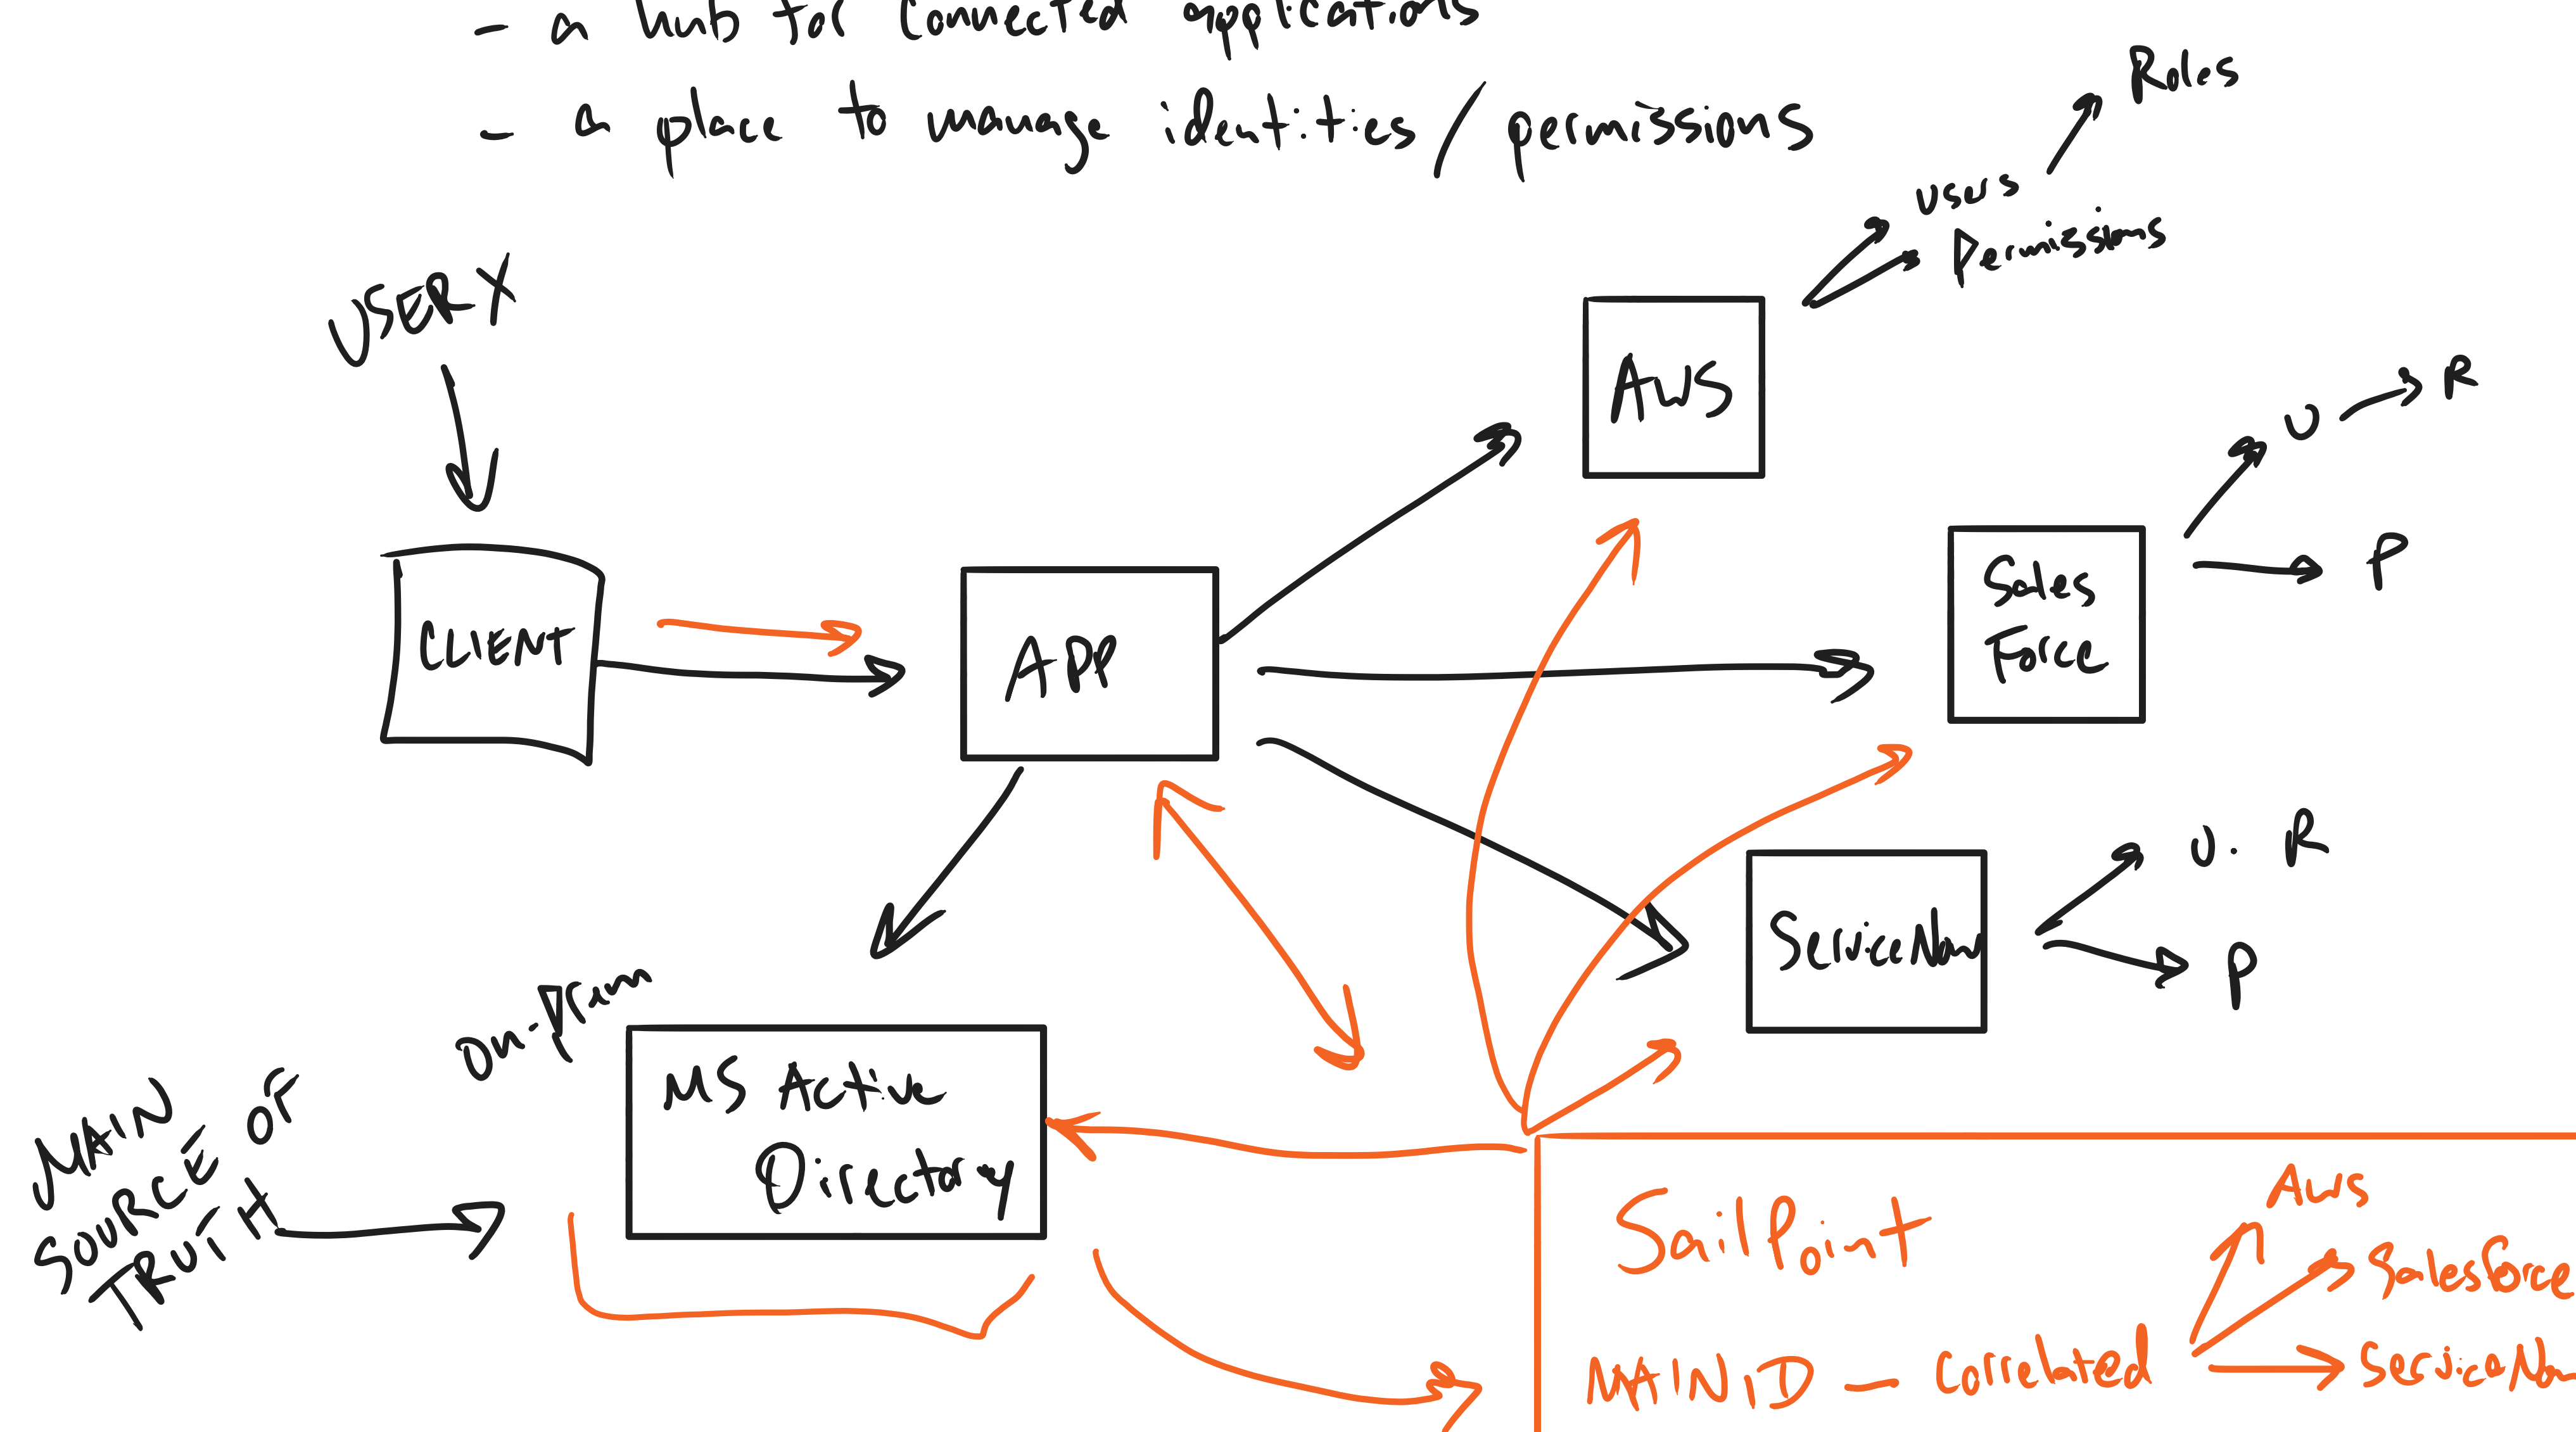 - a hub for connected applications
- a place to manage identities/permissions
Roles
users
Permissions
USER X
AWS
U
R
P
CLIENT
APP
Sales
Force
U. R
P
ServiceNow
On-prem
MS Active
Directory
MAIN
SOURCE OF
TRUTH
SailPoint
MAIN ID - Correlated
AWS
Salesforce
ServiceNo